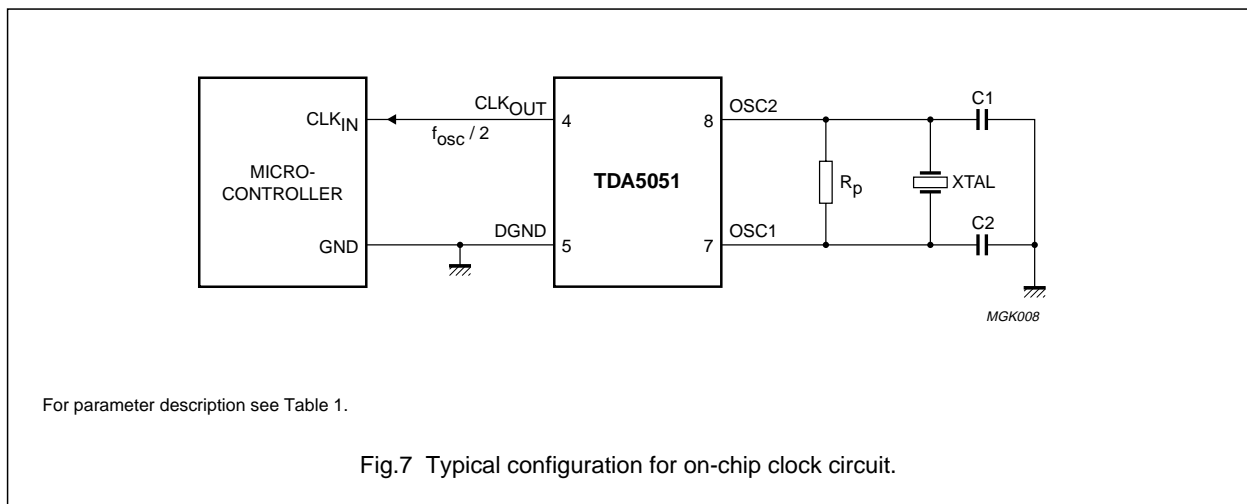 CLKOUT
CLKIN
4
fosc / 2
MICRO-
CONTROLLER
GND
DGND
5
TDA5051
8
OSC2
7
OSC1
Rp
XTAL
C1
C2
MGK008
For parameter description see Table 1.
Fig.7 Typical configuration for on-chip clock circuit.